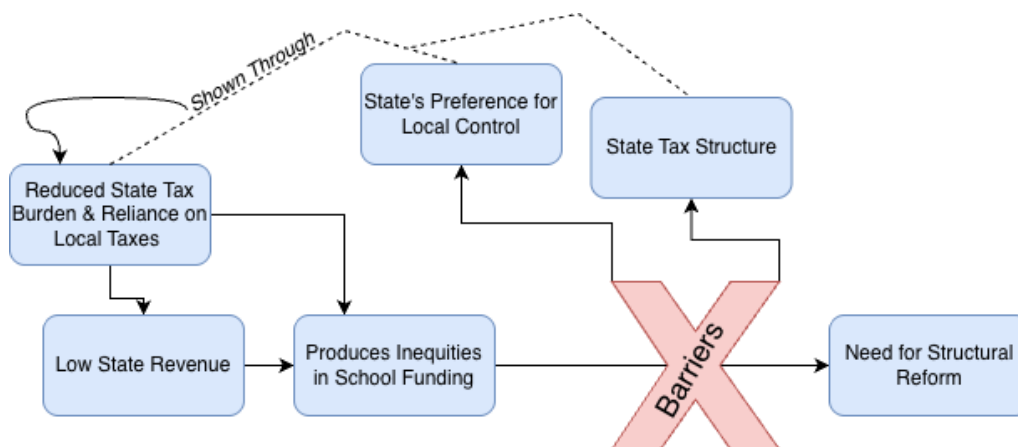 Shown Through
State's Preference for
Local Control
State Tax Structure
Reduced State Tax
Burden & Reliance on
Local Taxes
Low State Revenue
Produces Inequities
in School Funding
Barriers
Need for Structural
Reform